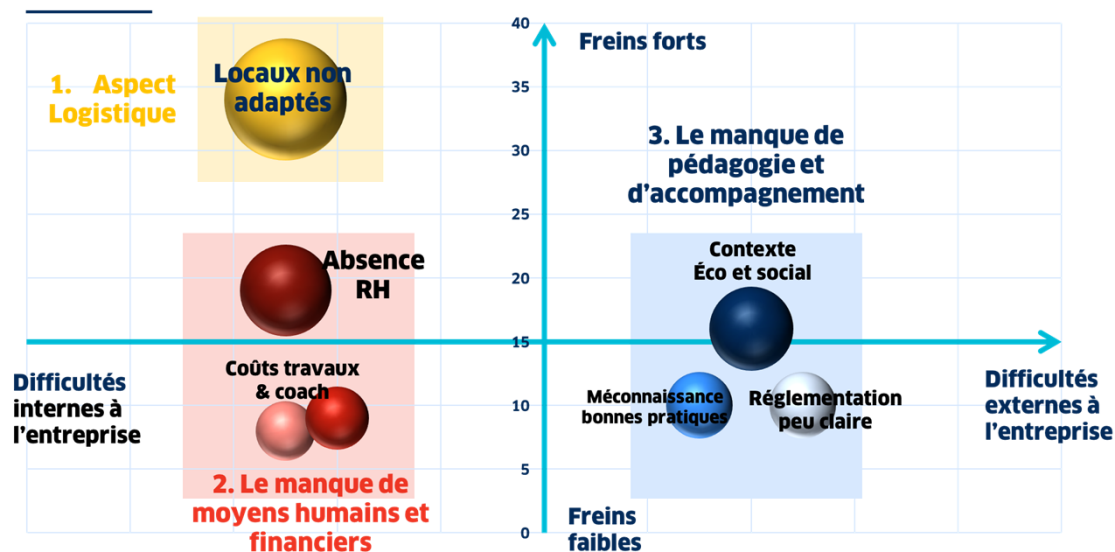 40
35
30
25
20
15
10
5
0
Freins forts
1. Aspect
Logistique
Locaux non
adaptés
3. Le manque de
pédagogie et
d'accompagnement
Contexte
Éco et social
Absence
RH
Coûts travaux
& coach
Méconnaissance
bonnes pratiques
Réglementation
peu claire
Difficultés
internes à
l'entreprise
Difficultés
externes à
l'entreprise
2. Le manque de
moyens humains et
financiers
Freins
faibles